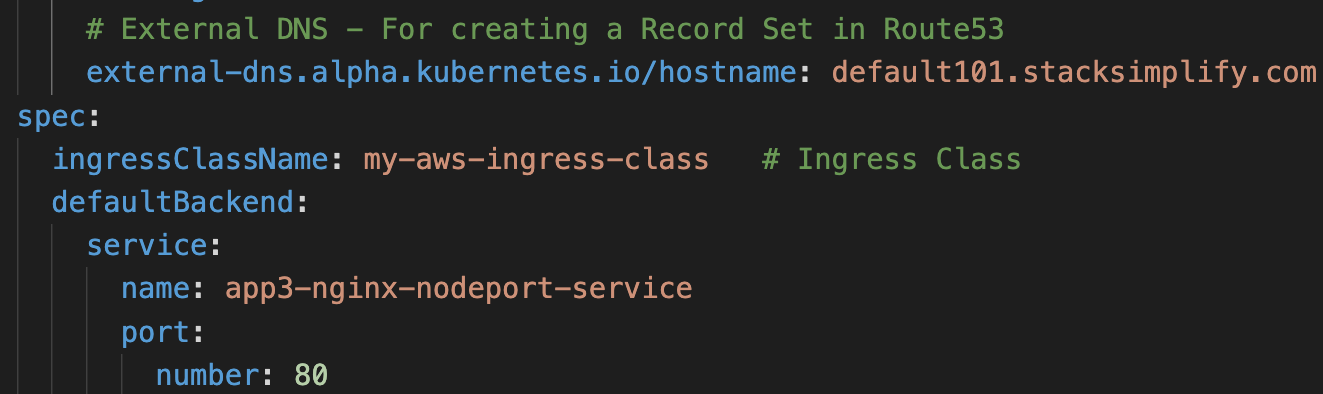 # External DNS - For creating a Record Set in Route53
external-dns.alpha.kubernetes.io/hostname: default101.stacksimplify.com
spec:
ingressClassName: my-aws-ingress-class # Ingress Class
defaultBackend:
service:
name: app3-nginx-nodeport-service
port:
number: 80